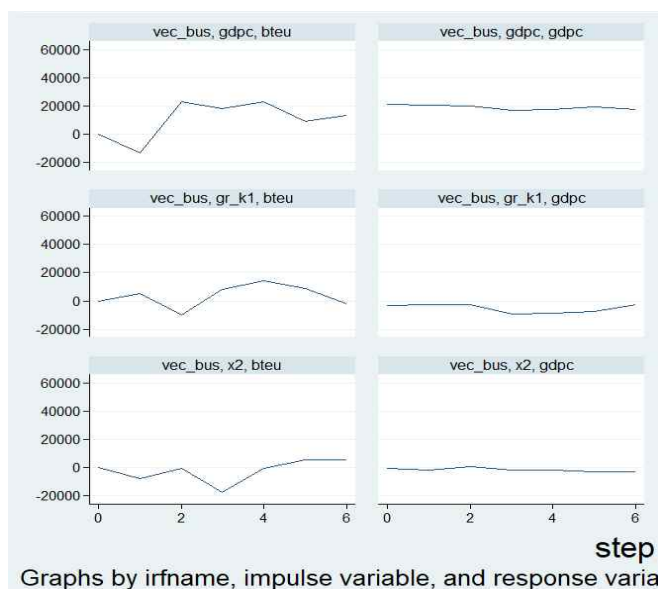 vec_bus, gdpc, bteu
vec_bus, gdpc, gdpc
60000
40000
20000
0
-20000
vec_bus, gr_k1, bteu
vec_bus, gr_k1, gdpc
60000
40000
20000
0
-20000
vec_bus, x2, bteu
vec_bus, x2, gdpc
60000
40000
20000
0
-20000
0 2 4 6
0 2 4 6
step
Graphs by irfname, impulse variable, and response varia